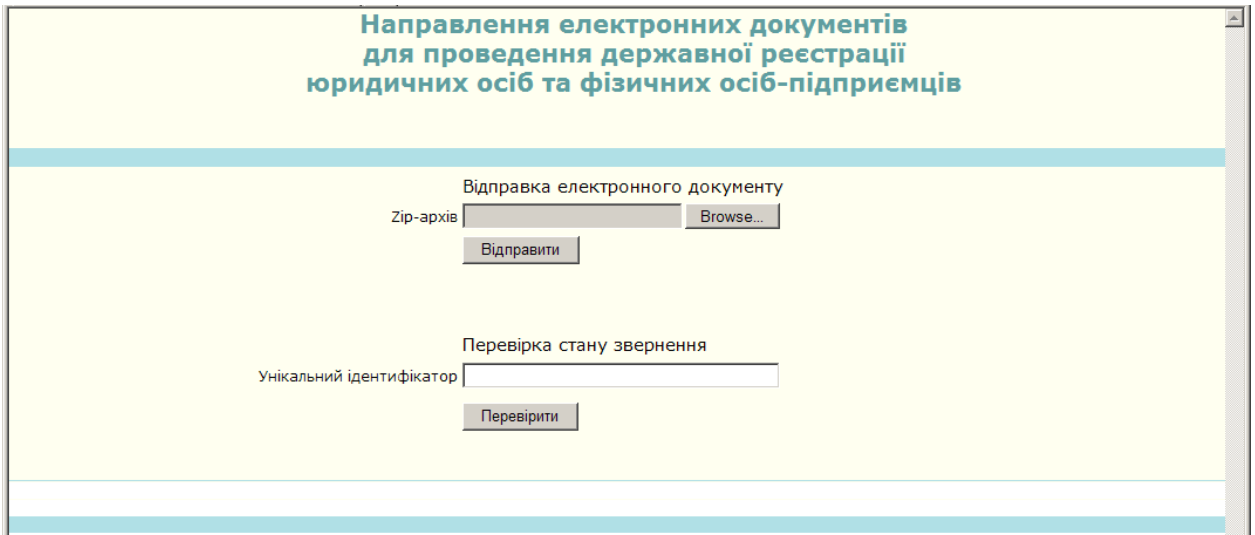 Направлення електронних документів
для проведення державної реєстрації
юридичних осіб та фізичних осіб-підприємців
Відправка електронного документу
Zip-архів Browse...
Відправити
Перевірка стану звернення
Унікальний ідентифікатор
Перевірити